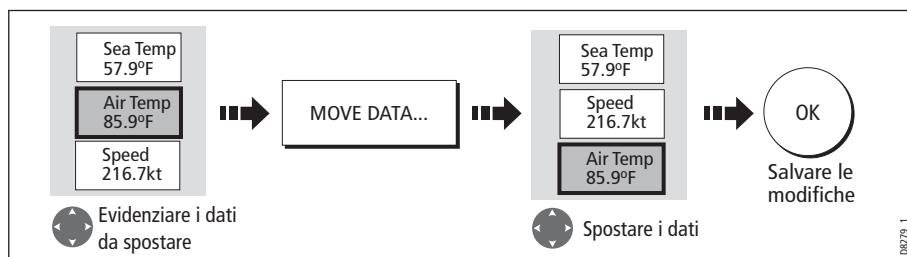 Sea Temp
57.9ºF
Air Temp
85.9ºF
Speed
216.7kt
Evidenziare i dati
da spostare
MOVE DATA...
Sea Temp
57.9ºF
Speed
216.7kt
Air Temp
85.9ºF
Spostare i dati
OK
Salvare le
modifiche
D8279_1